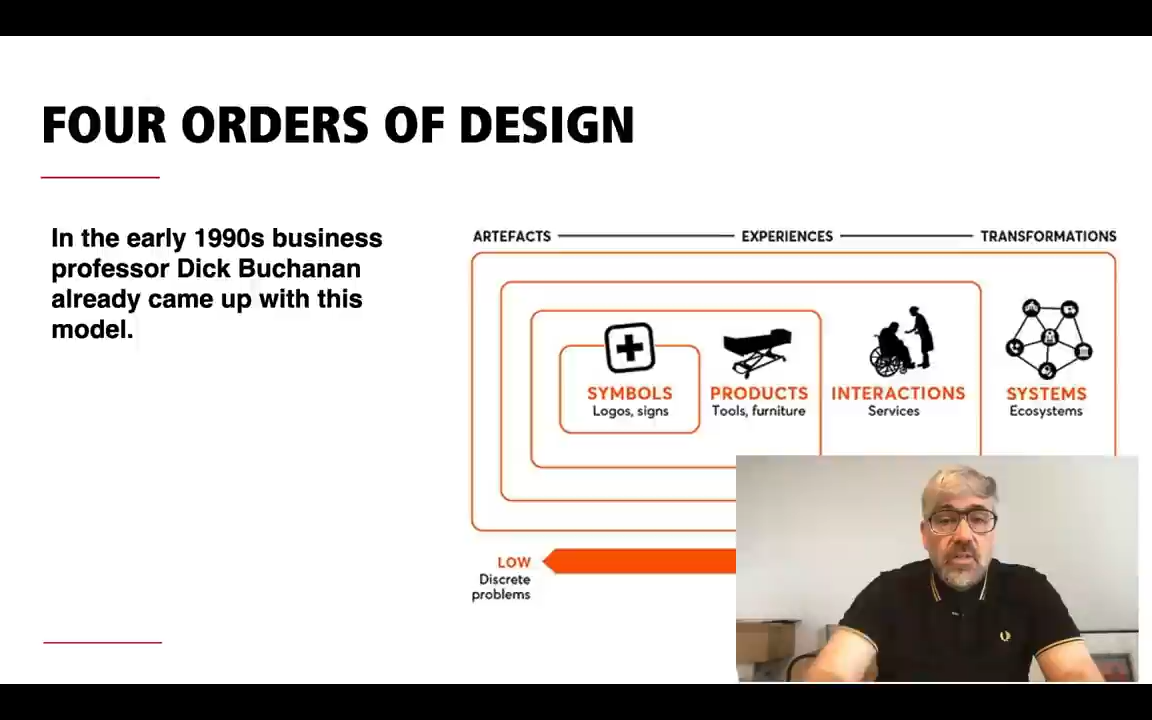 FOUR ORDERS OF DESIGN
In the early 1990s business
professor Dick Buchanan
already came up with this
model.
ARTEFACTS
EXPERIENCES
TRANSFORMATIONS
SYMBOLS
Logos, signs
PRODUCTS
Tools, furniture
INTERACTIONS
Services
SYSTEMS
Ecosystems
LOW
Discrete
problems